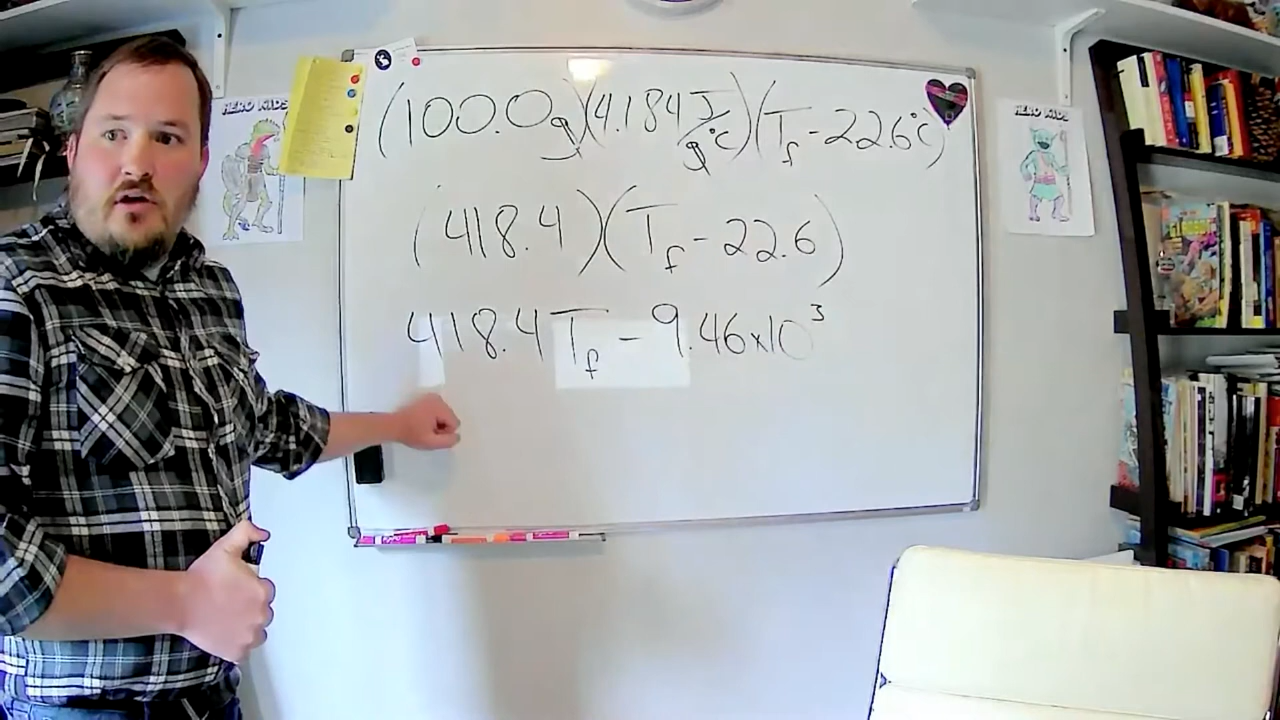 HERO KIDS
HERO KIDS
(100.0g)(4.184 J/g°C)(T_f - 22.6°C)
(418.4)(T_f - 22.6)
418.4 T_f - 9.46x10³